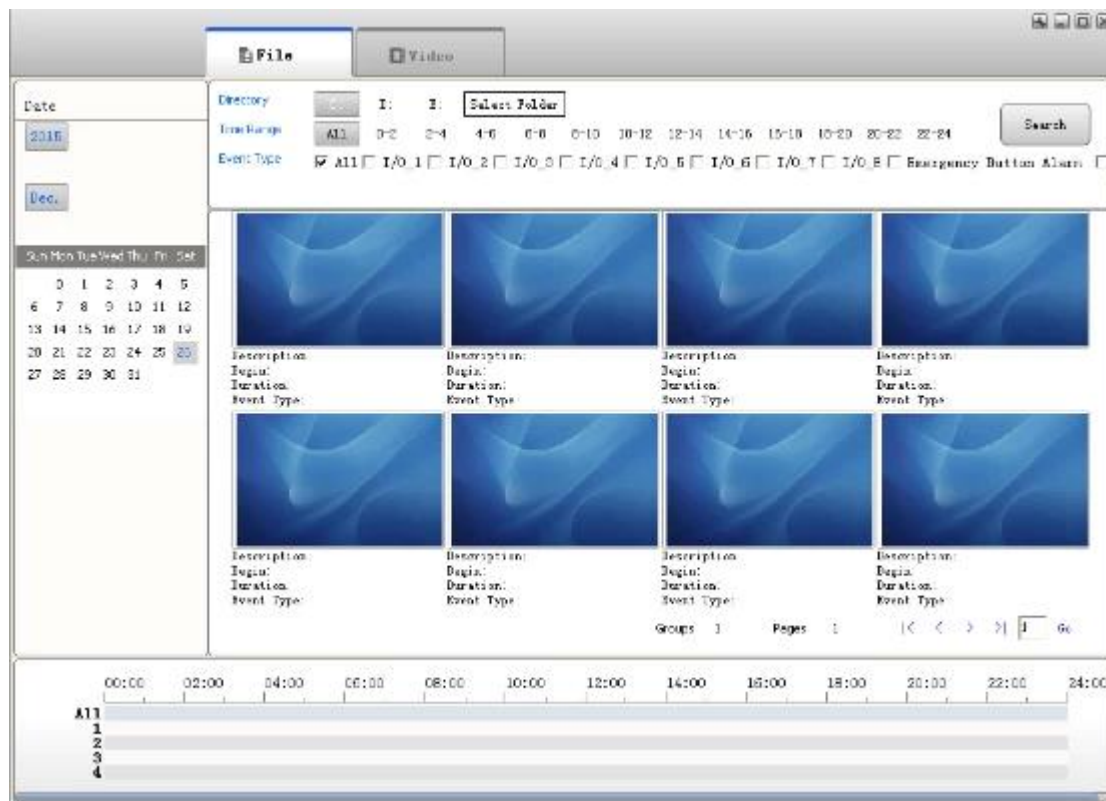 File Video
Date
2015
Dec.
Sun Mon Tue Wed Thu Fri Sat
0 1 2 3 4 5
6 7 8 9 10 11 12
13 14 15 16 17 18 19
20 21 22 23 24 25 26
27 28 29 30 31
Directory I: Select Folder
Time Range All 0-2 2-4 4-6 6-8 8-10 10-12 12-14 14-16 16-18 18-20 20-22 22-24
Search
Event Type All I/O_1 I/O_2 I/O_3 I/O_4 I/O_5 I/O_6 I/O_7 I/O_8 Emergency Button Alarm
Description: Description: Description: Description:
Begin: Begin: Begin: Begin:
Duration: Duration: Duration: Duration:
Event Type: Event Type: Event Type: Event Type:
Description: Description: Description: Description:
Begin: Begin: Begin: Begin:
Duration: Duration: Duration: Duration:
Event Type: Event Type: Event Type: Event Type:
Groups 1 Pages 1 |< < > >| 1 Go
00:00 02:00 04:00 06:00 08:00 10:00 12:00 14:00 16:00 18:00 20:00 22:00 24:00
All
1
2
3
4